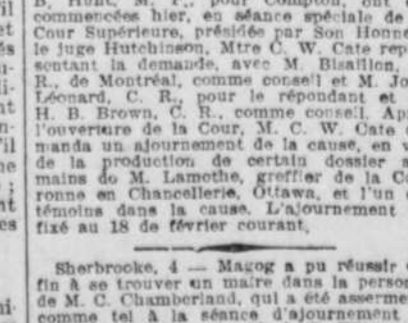 B. Hunt, M. P., pour Compton, ont
commencées hier, en séance spéciale de
Cour Supérieure, présidée par Son Honne
le juge Hutchinson, Mtre C. W. Cate rep
sentant la demande, avec M. Bisaillon,
R., de Montréal, comme conseil et M. Jo
Léonard, C. R., pour le répondant et
H. B. Brown, C. R., comme conseil. Ap
l'ouverture de la Cour, M. C. W. Cate
manda un ajournement de la cause, en v
de la production de certain dossier a
mains de M. Lamothe, greffier de la Co
ronne en Chancellerie, Ottawa, et l'un
témoins dans la cause. L'ajournement
fixé au 18 de février courant.
Sherbrooke, 4 — Magog a pu réussir
fin à se trouver un maire dans la person
de M. C. Chamberland, qui a été asserme
comme tel à la séance d'ajournement